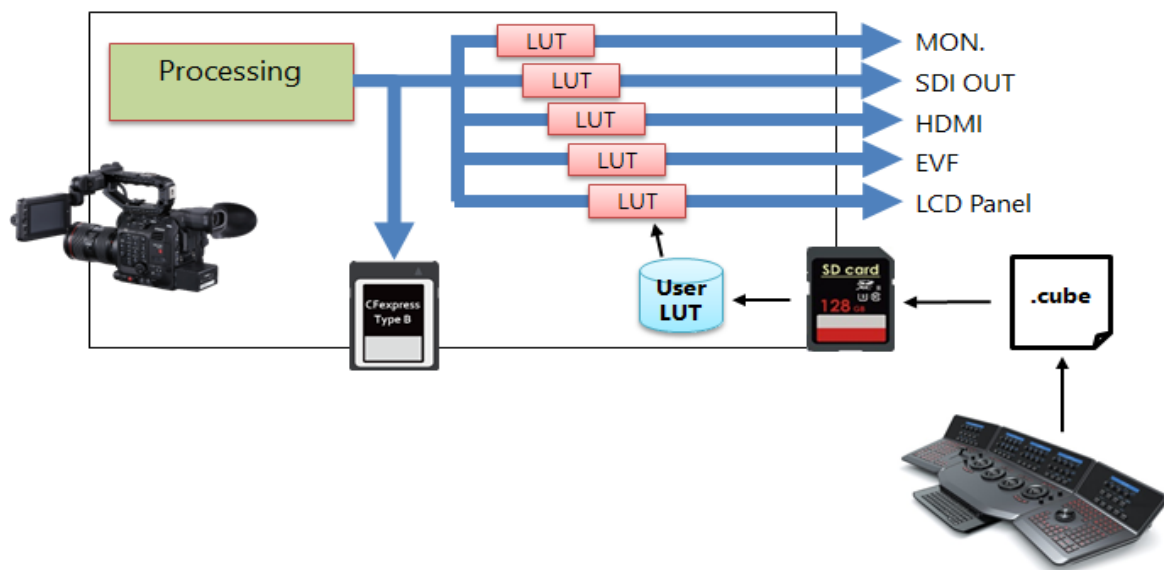 Processing
LUT
MON.
LUT
SDI OUT
LUT
HDMI
LUT
EVF
LUT
LCD Panel
CFexpress
Type B
User
LUT
SD card
128 GB
.cube